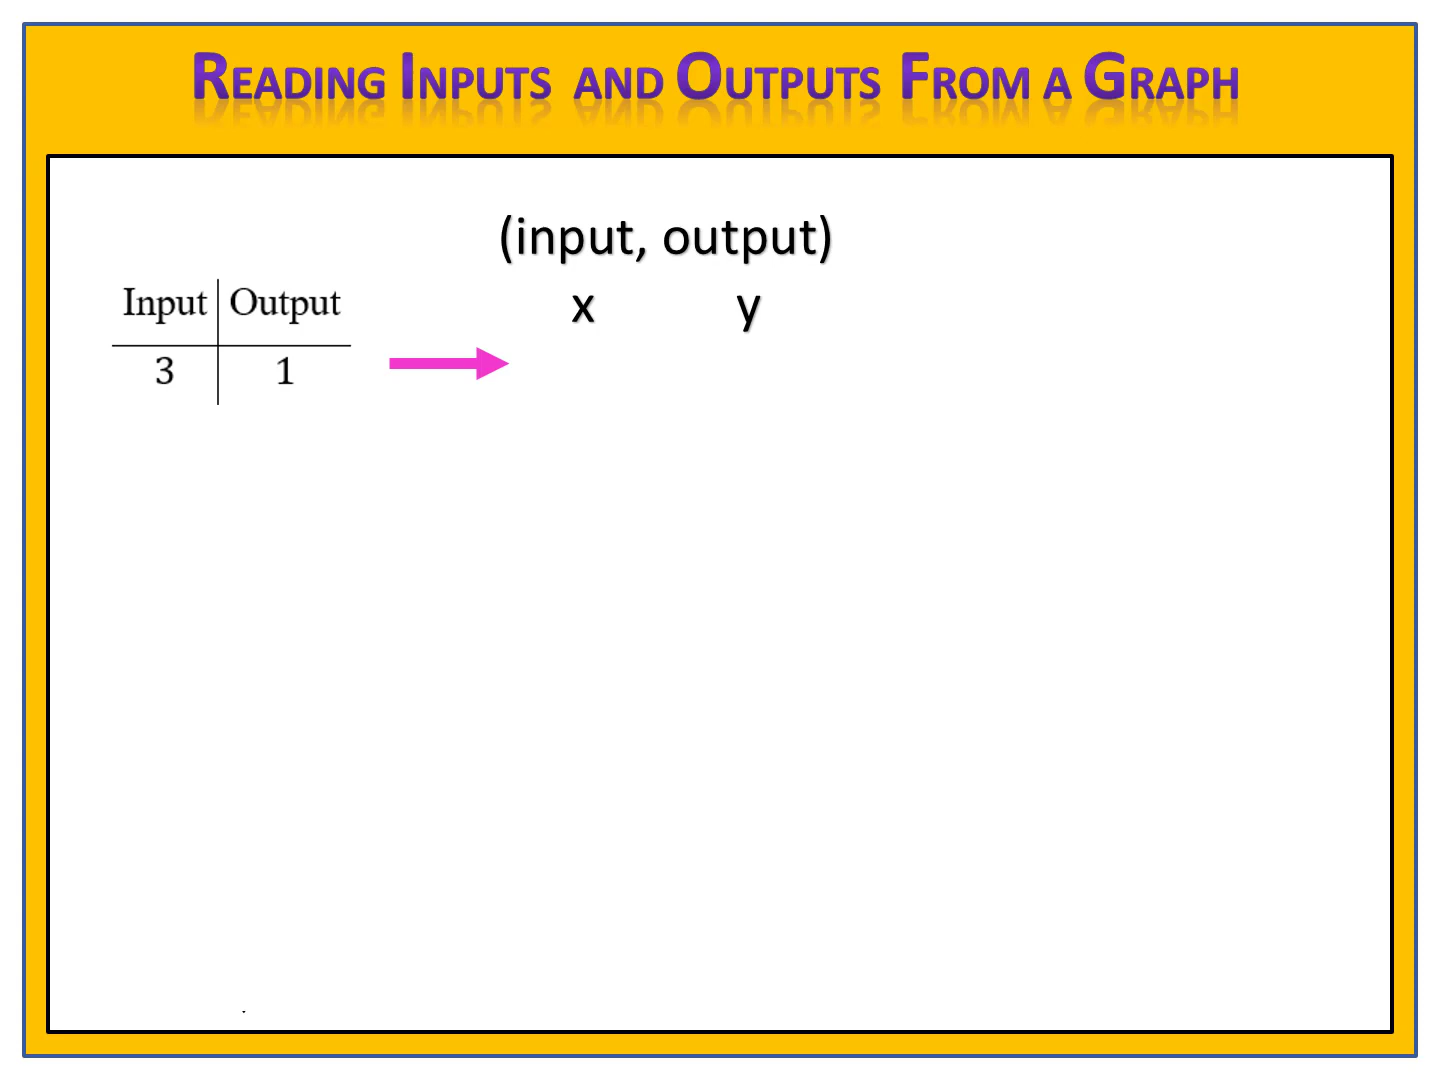 Reading Inputs and Outputs From a Graph
(input, output)
x y
Input Output
3 1